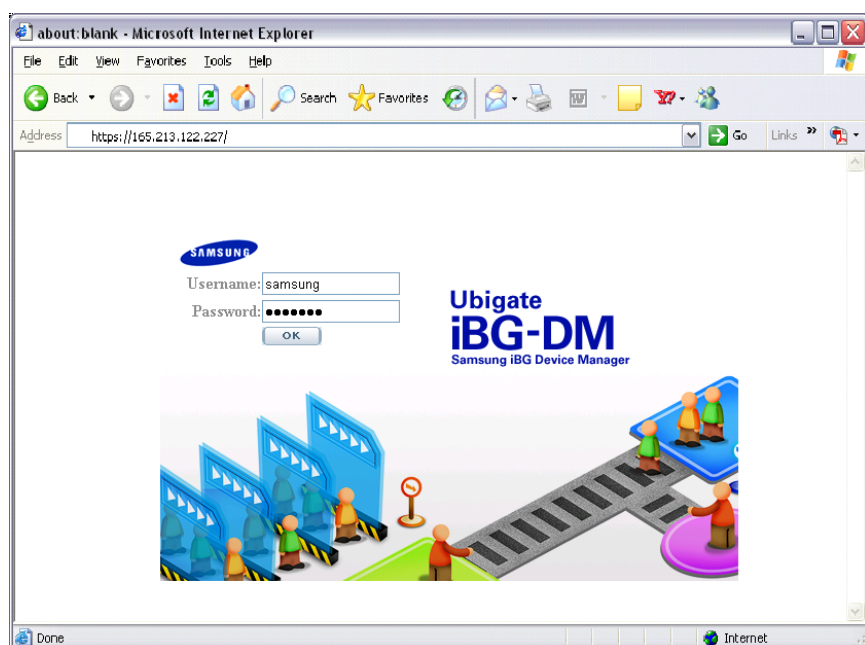 about:blank - Microsoft Internet Explorer
File Edit View Favorites Tools Help
Back Search Favorites
Address https://165.213.122.227/ Go Links »
SAMSUNG
Username: samsung
Password: •••••••
OK
Ubigate
iBG-DM
Samsung iBG Device Manager
Done Internet